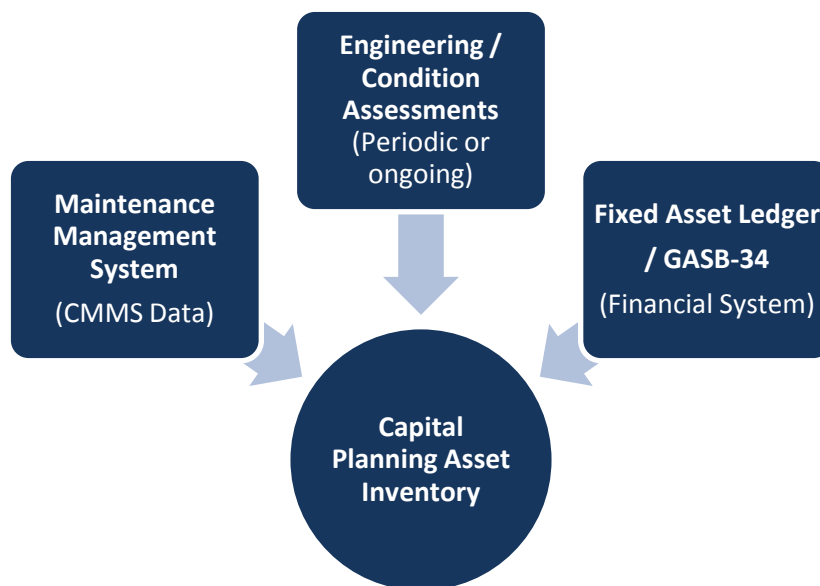 Engineering /
Condition
Assessments
(Periodic or
ongoing)
Maintenance
Management
System
(CMMS Data)
Fixed Asset Ledger
/ GASB-34
(Financial System)
Capital
Planning Asset
Inventory